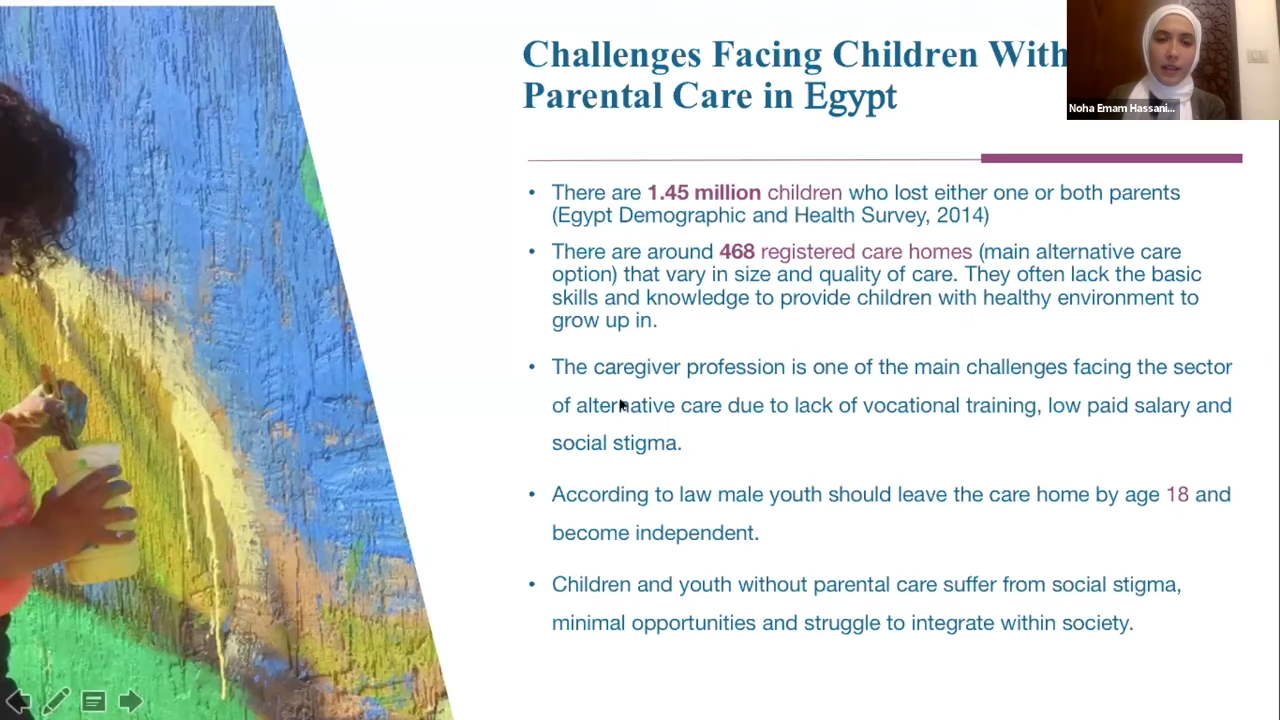 Challenges Facing Children With
Parental Care in Egypt
Noha Emam Hassani...
• There are 1.45 million children who lost either one or both parents
(Egypt Demographic and Health Survey, 2014)
• There are around 468 registered care homes (main alternative care
option) that vary in size and quality of care. They often lack the basic
skills and knowledge to provide children with healthy environment to
grow up in.
• The caregiver profession is one of the main challenges facing the sector
of alternative care due to lack of vocational training, low paid salary and
social stigma.
• According to law male youth should leave the care home by age 18 and
become independent.
• Children and youth without parental care suffer from social stigma,
minimal opportunities and struggle to integrate within society.